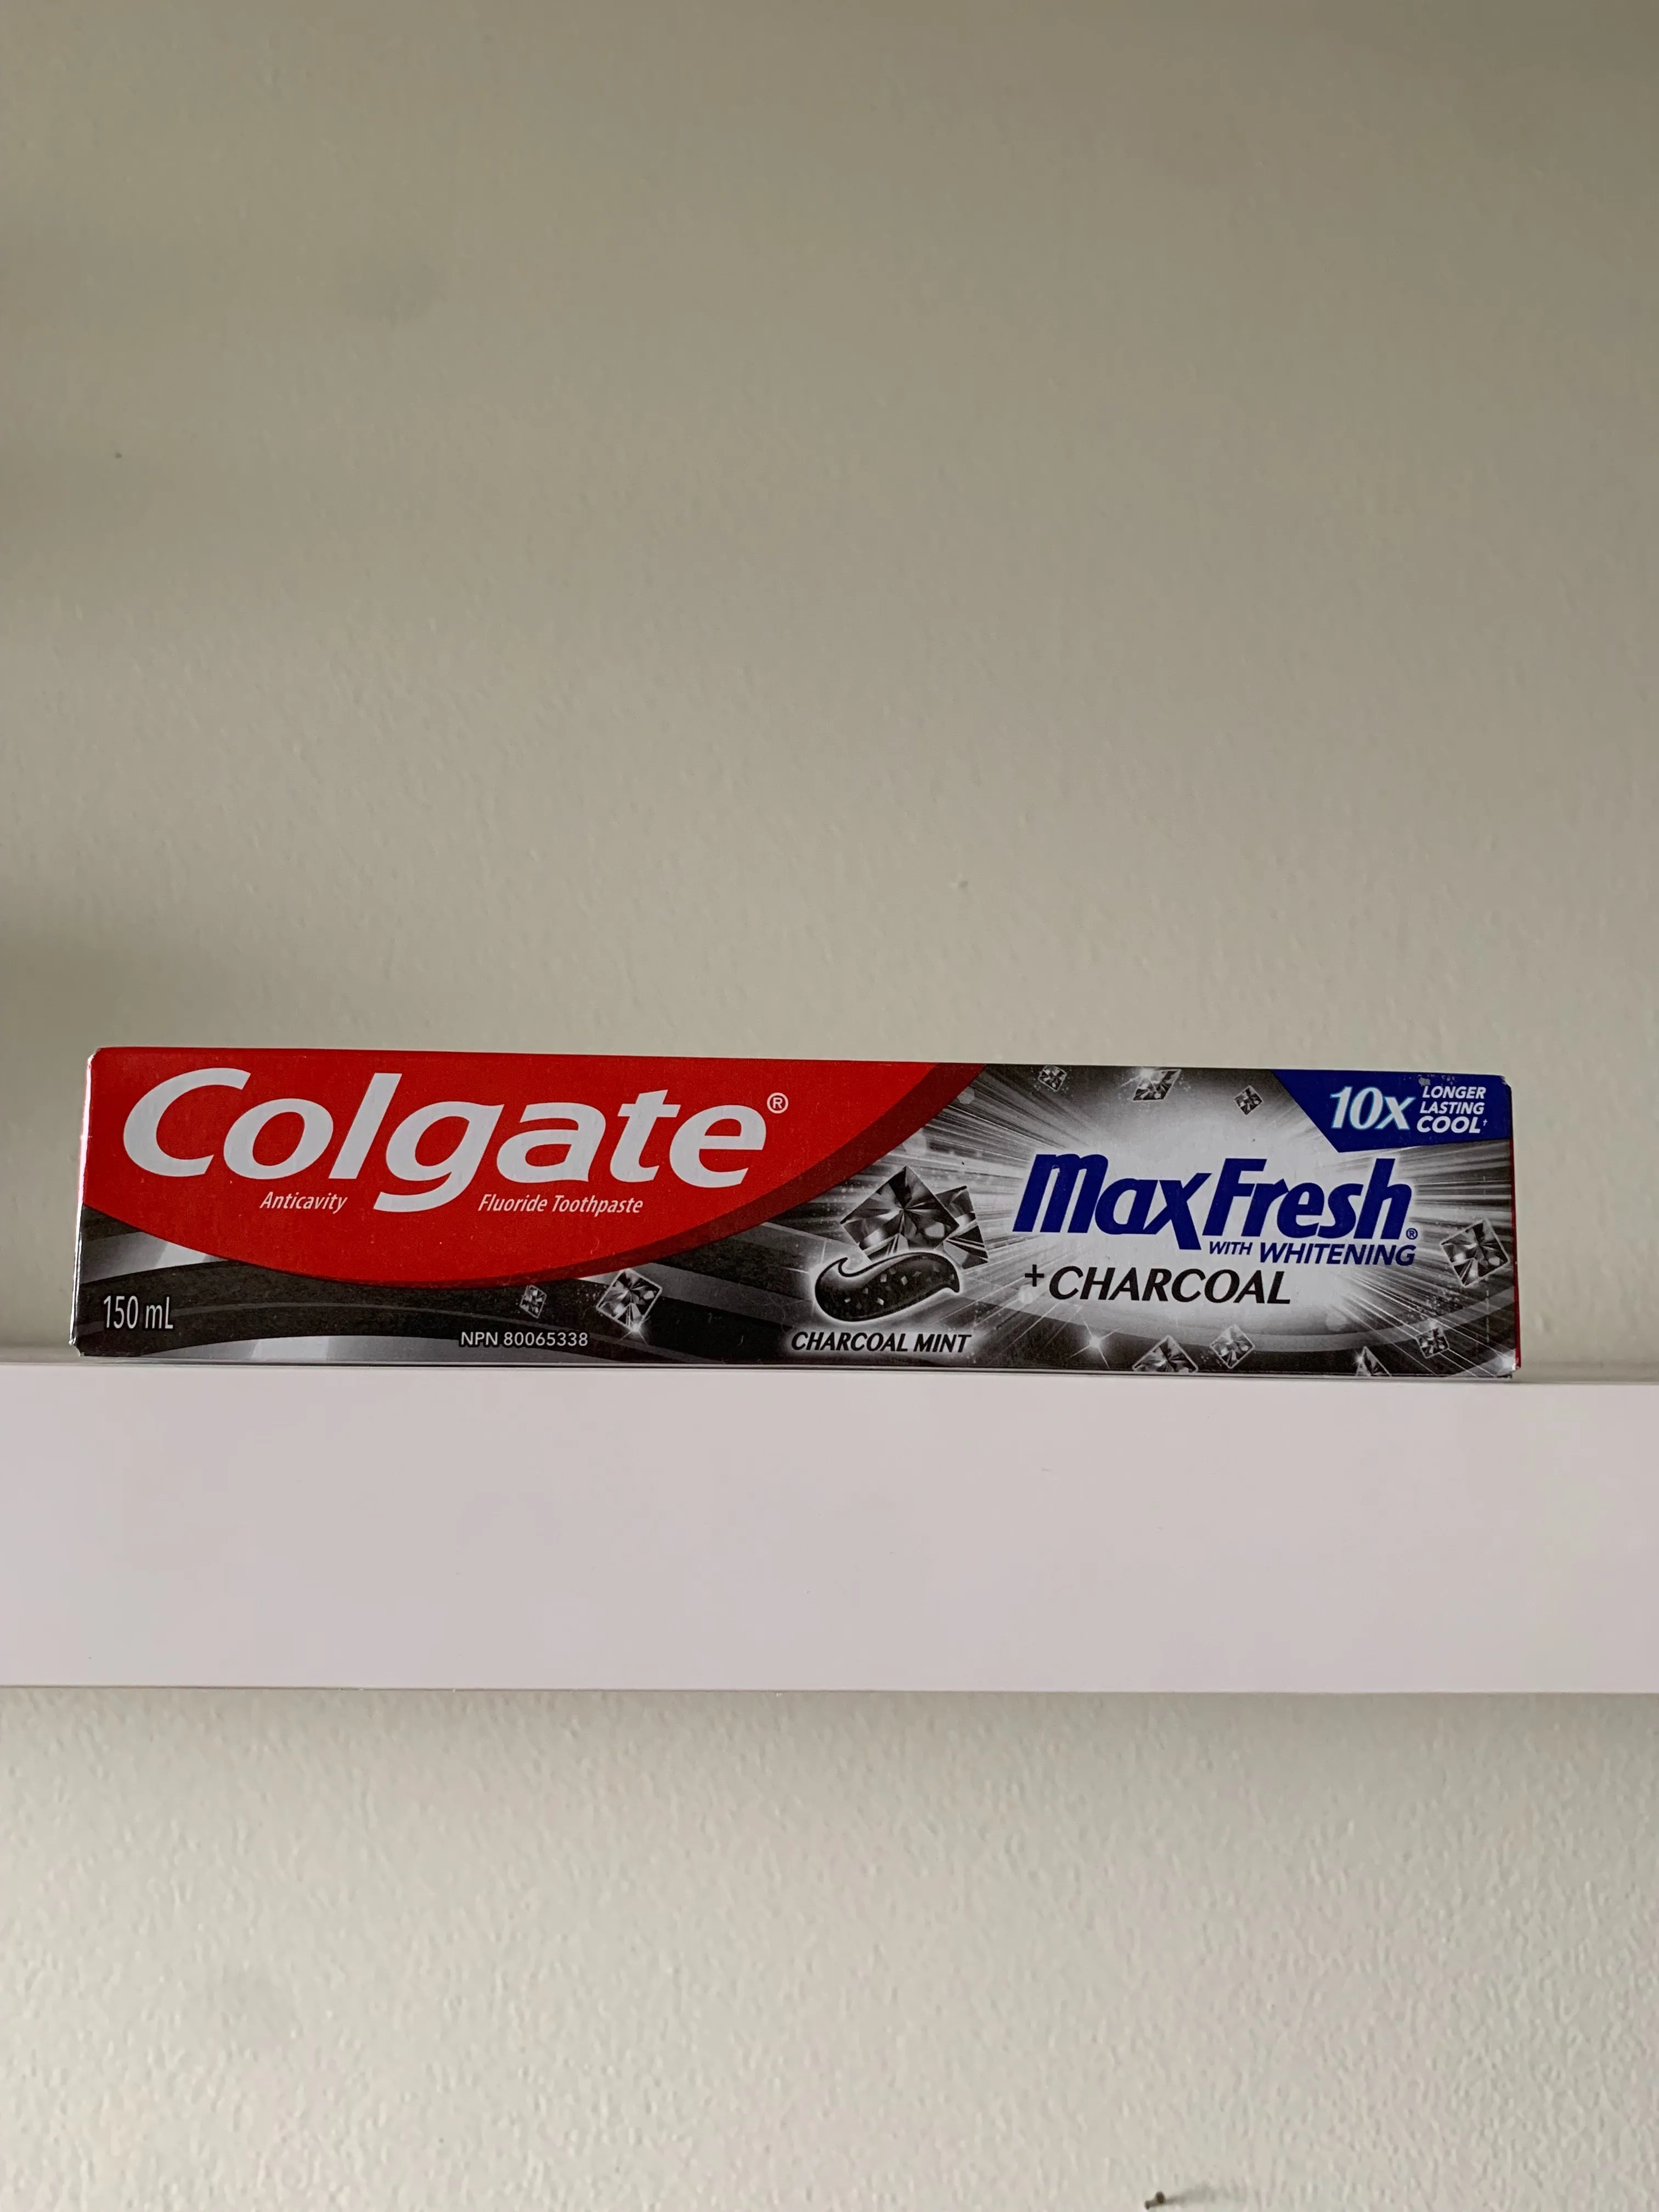 Colgate®
Anticavity Fluoride Toothpaste
150 mL
NPN 80065338
CHARCOAL MINT
10x LONGER
LASTING
COOL†
MaxFresh®
WITH WHITENING
+CHARCOAL